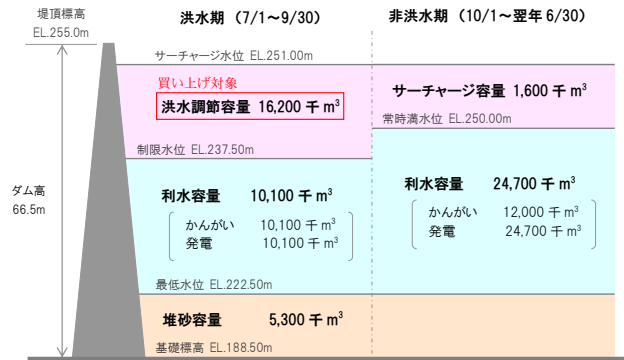 堤頂標高
EL.255.0m
洪水期 (7/1～9/30)
非洪水期 (10/1～翌年 6/30)
サーチャージ水位 EL.251.00m
買い上げ対象
洪水調節容量 16,200 千 m³
サーチャージ容量 1,600 千 m³
常時満水位 EL.250.00m
制限水位 EL.237.50m
ダム高
66.5m
利水容量 10,100 千 m³
かんがい 10,100 千 m³
発電 10,100 千 m³
利水容量 24,700 千 m³
かんがい 12,000 千 m³
発電 24,700 千 m³
最低水位 EL.222.50m
堆砂容量 5,300 千 m³
基礎標高 EL.188.50m